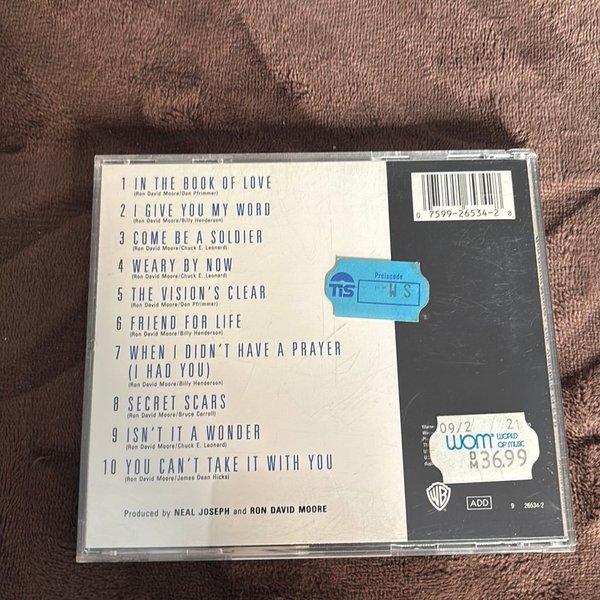 1 IN THE BOOK OF LOVE
(Ron David Moore/Don Pfrimmer)
2 I GIVE YOU MY WORD
(Ron David Moore/Billy Henderson)
3 COME BE A SOLDIER
(Ron David Moore/Chuck E. Leonard)
4 WEARY BY NOW
(Ron David Moore/Chuck E. Leonard)
5 THE VISION'S CLEAR
(Ron David Moore/Don Pfrimmer)
6 FRIEND FOR LIFE
(Ron David Moore/Billy Henderson)
7 WHEN I DIDN'T HAVE A PRAYER
(I HAD YOU)
(Ron David Moore/Billy Henderson)
8 SECRET SCARS
(Ron David Moore/Bruce Carroll)
9 ISN'T IT A WONDER
(Ron David Moore/Chuck E. Leonard)
10 YOU CAN'T TAKE IT WITH YOU
(Ron David Moore/James Dean Hicks)
Produced by NEAL JOSEPH and RON DAVID MOORE
0 7599-26534-2 8
TIS
Preiscode
W S
09/2 21
WOM WORLD
OF MUSIC
DM 36.99
WB
ADD
9 26534-2